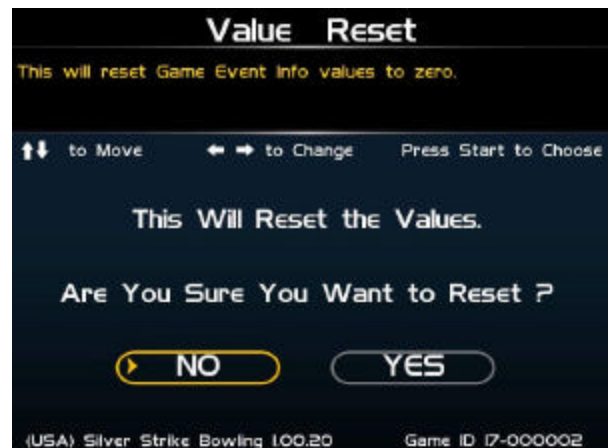 Value Reset
This will reset Game Event Info values to zero.
to Move to Change Press Start to Choose
This Will Reset the Values.
Are You Sure You Want to Reset ?
NO YES
(USA) Silver Strike Bowling 1.00.20 Game ID 17-000002